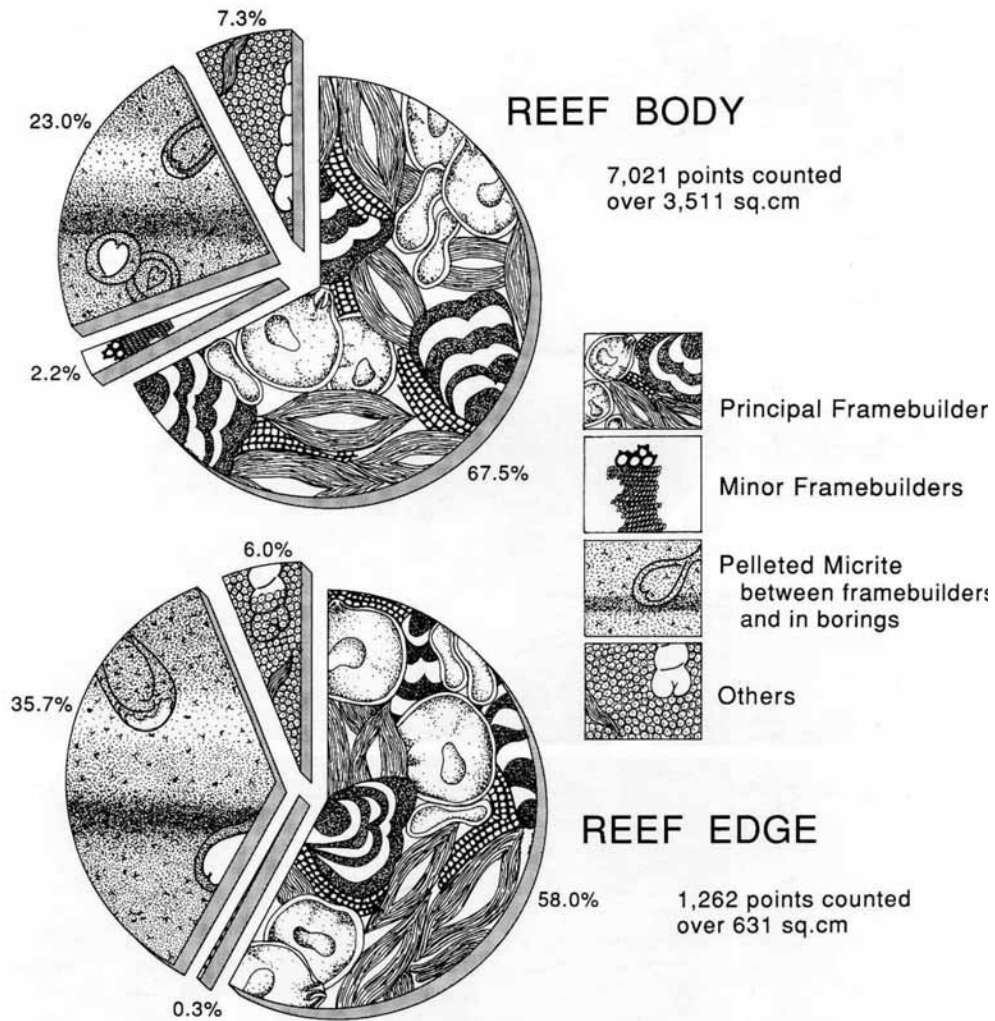 7.3%
23.0%
2.2%
67.5%
REEF BODY
7,021 points counted
over 3,511 sq.cm
Principal Framebuilder
Minor Framebuilders
Pelleted Micrite
between framebuilders
and in borings
Others
6.0%
35.7%
0.3%
58.0%
REEF EDGE
1,262 points counted
over 631 sq.cm